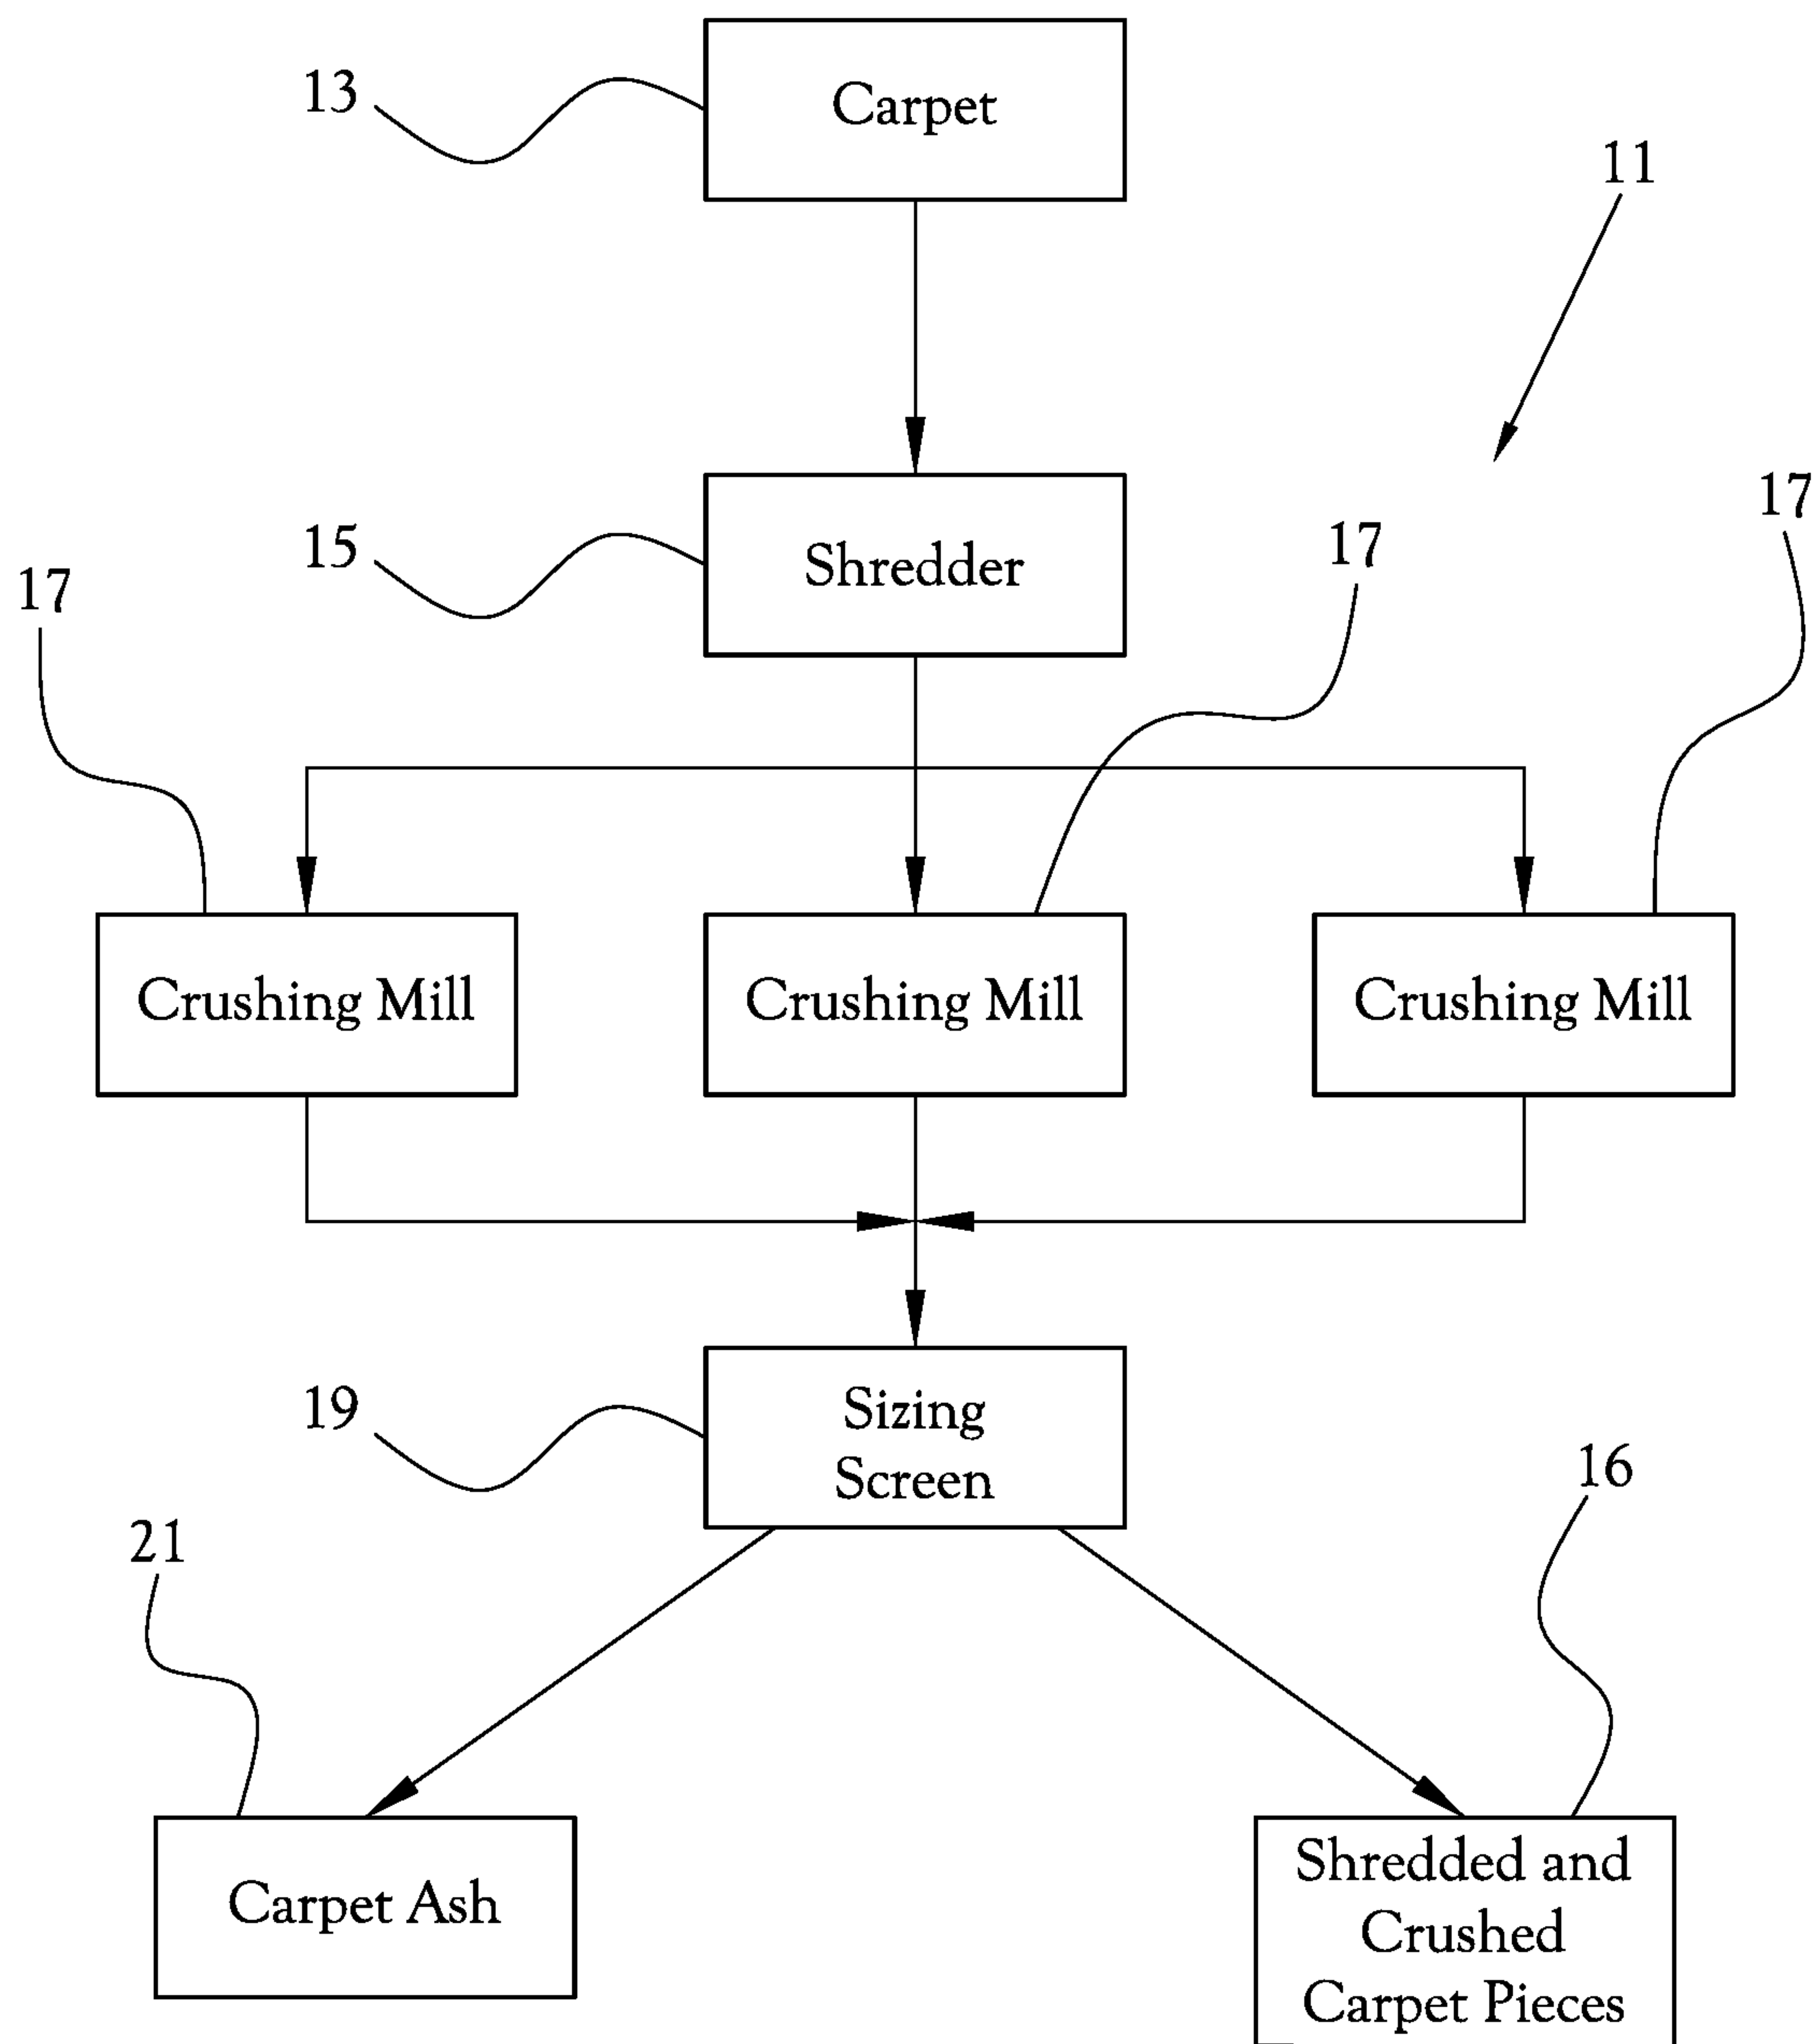 13
Carpet
11
17
15
Shredder
17
17
Crushing Mill
Crushing Mill
Crushing Mill
19
Sizing
Screen
16
21
Carpet Ash
Shredded and
Crushed
Carpet Pieces